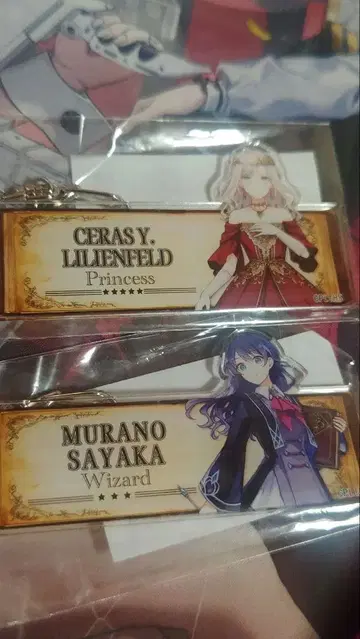 CERAS Y.
LILIENFELD
Princess
★★★★★
MURANO
SAYAKA
Wizard
★★★